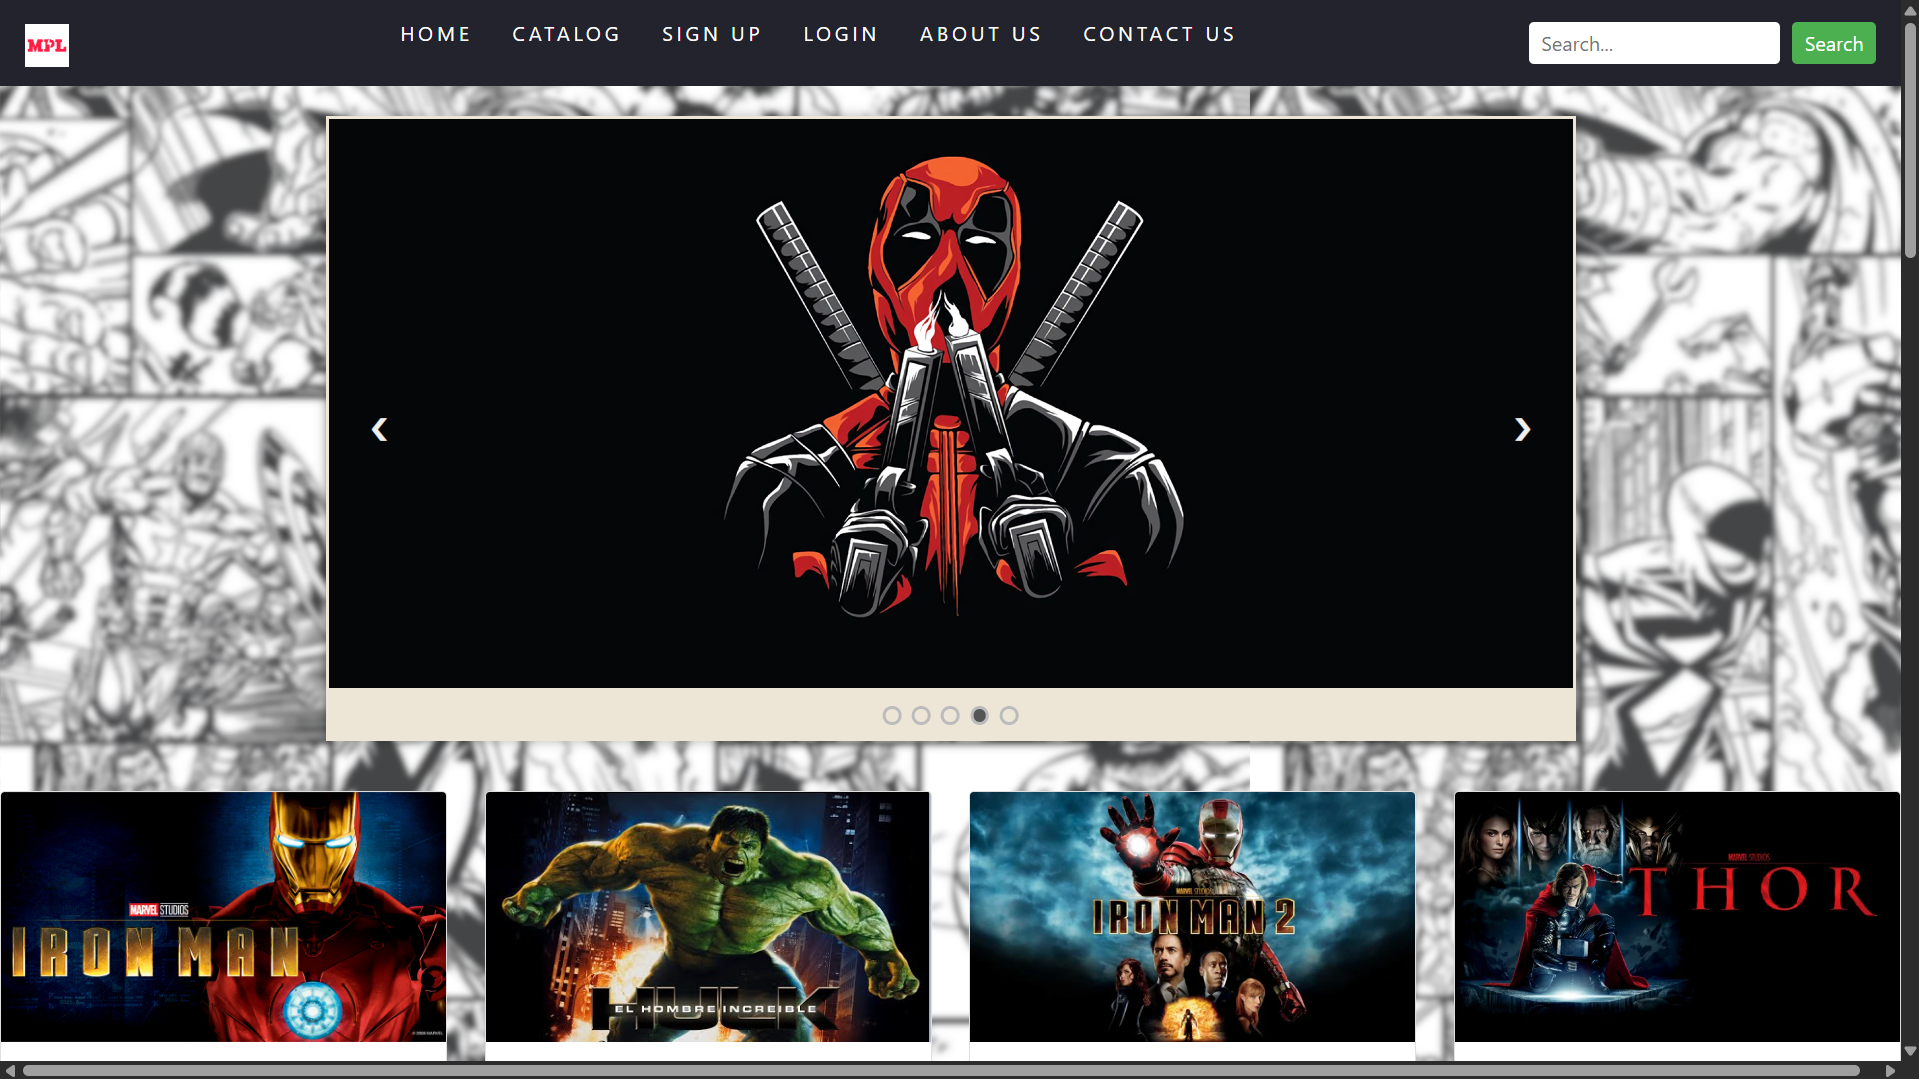 MPL
HOME CATALOG SIGN UP LOGIN ABOUT US CONTACT US
Search...
Search
❮
❯
MARVEL STUDIOS
IRON MAN
HULK
EL HOMBRE INCREIBLE
MARVEL STUDIOS
IRON MAN 2
MARVEL STUDIOS
THOR